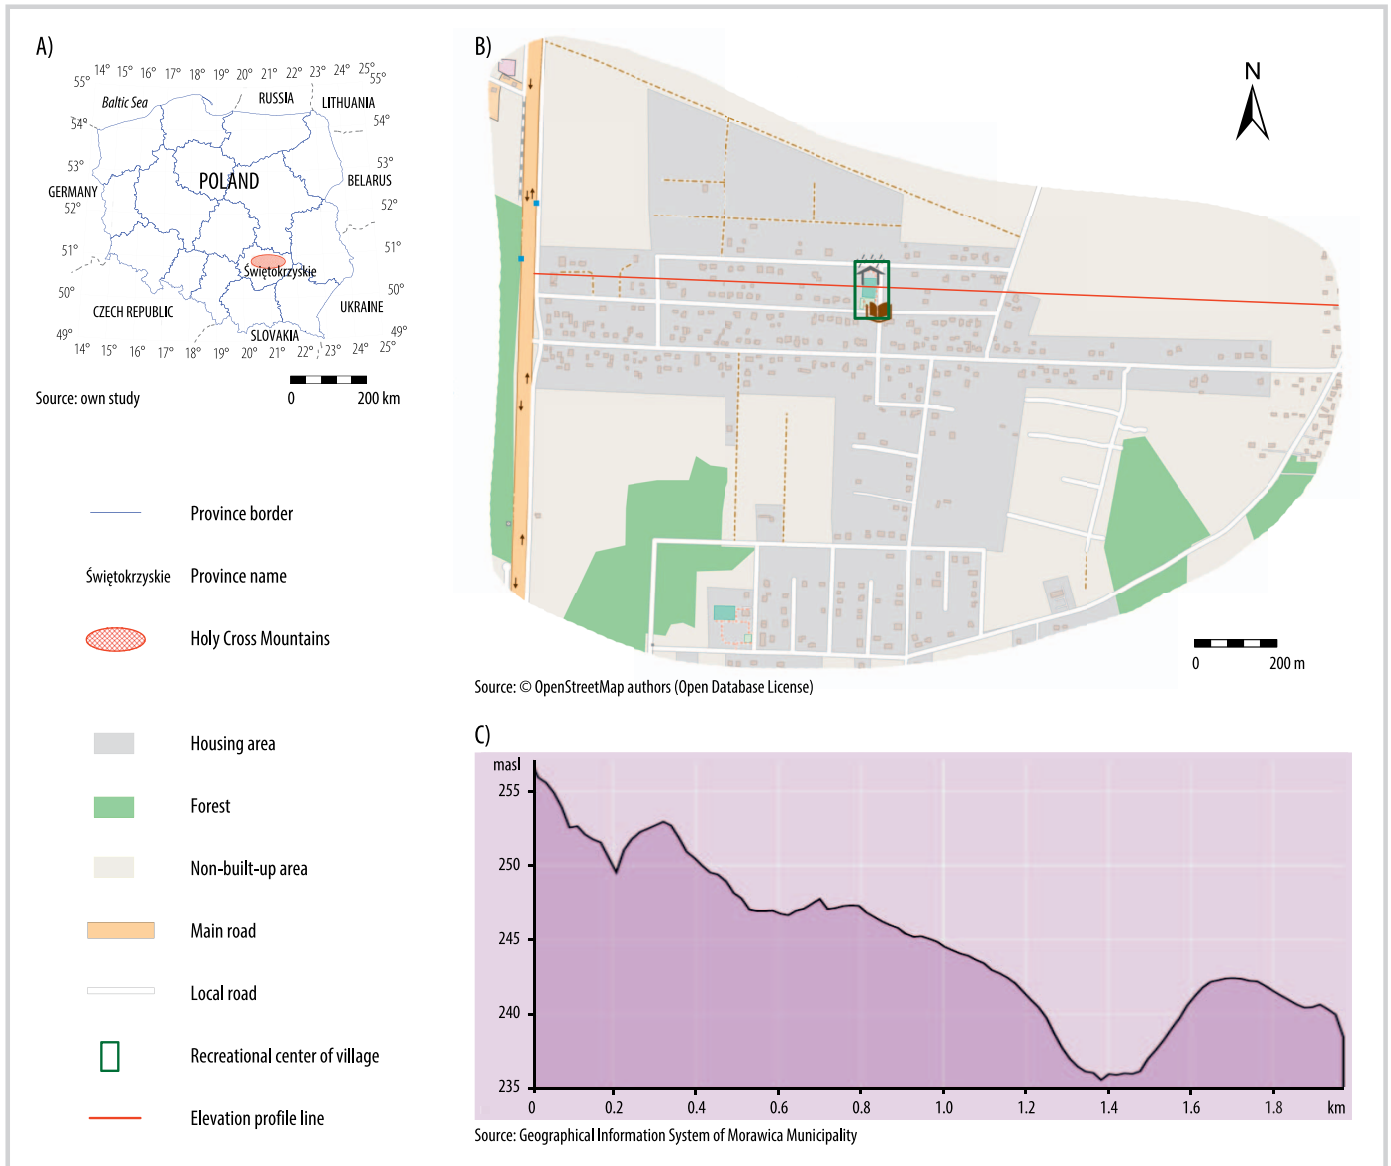 A)
14° 15° 16° 17° 18° 19° 20° 21° 22° 23° 24° 25°
55° 55°
Baltic Sea
RUSSIA
LITHUANIA
54° 54°
53° 53°
POLAND
GERMANY
BELARUS
52° 52°
51° 51°
Świętokrzyskie
50° 50°
CZECH REPUBLIC
UKRAINE
SLOVAKIA
49° 49°
14° 15° 16° 17° 18° 19° 20° 21° 22° 23° 24° 25°
0 200 km
Source: own study
Province border
Świętokrzyskie Province name
Holy Cross Mountains
Housing area
Forest
Non-built-up area
Main road
Local road
Recreational center of village
Elevation profile line
B)
N
0 200 m
Source: © OpenStreetMap authors (Open Database License)
C)
masl
255
250
245
240
235
0 0.2 0.4 0.6 0.8 1.0 1.2 1.4 1.6 1.8 km
Source: Geographical Information System of Morawica Municipality